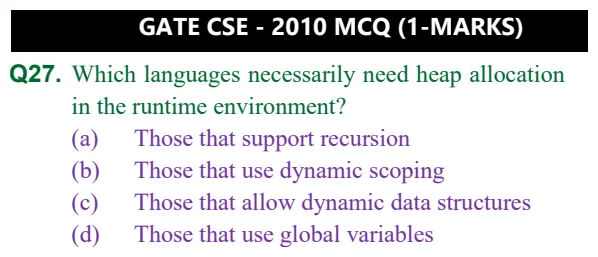 GATE CSE - 2010 MCQ (1-MARKS)
Q27. Which languages necessarily need heap allocation
in the runtime environment?
(a) Those that support recursion
(b) Those that use dynamic scoping
(c) Those that allow dynamic data structures
(d) Those that use global variables